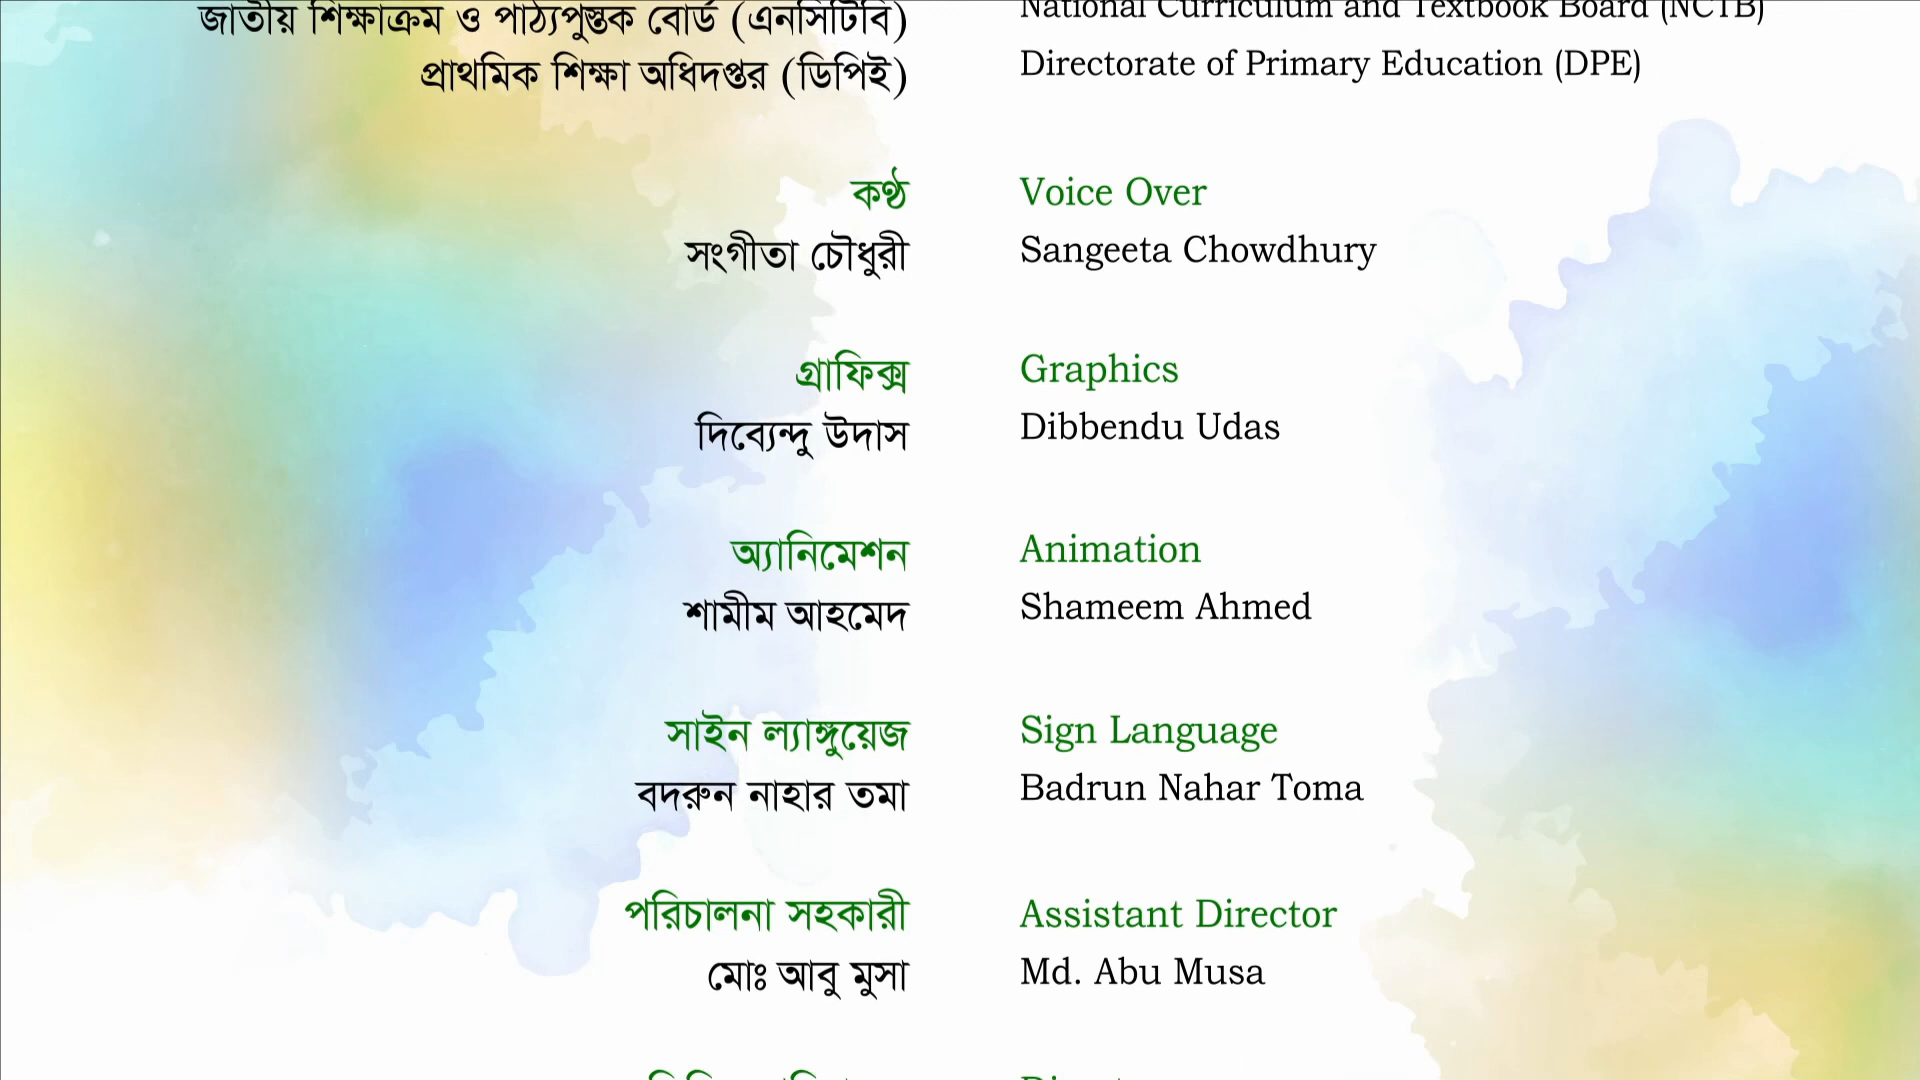 জাতীয় শিক্ষাক্রম ও পাঠ্যপুস্তক বোর্ড (এনসিটিবি) National Curriculum and Textbook Board (NCTB)
প্রাথমিক শিক্ষা অধিদপ্তর (ডিপিই) Directorate of Primary Education (DPE)
কণ্ঠ Voice Over
সংগীতা চৌধুরী Sangeeta Chowdhury
গ্রাফিক্স Graphics
দিব্যেন্দু উদাস Dibbendu Udas
অ্যানিমেশন Animation
শামীম আহমেদ Shameem Ahmed
সাইন ল্যাঙ্গুয়েজ Sign Language
বদরুন নাহার তমা Badrun Nahar Toma
পরিচালনা সহকারী Assistant Director
মোঃ আবু মুসা Md. Abu Musa